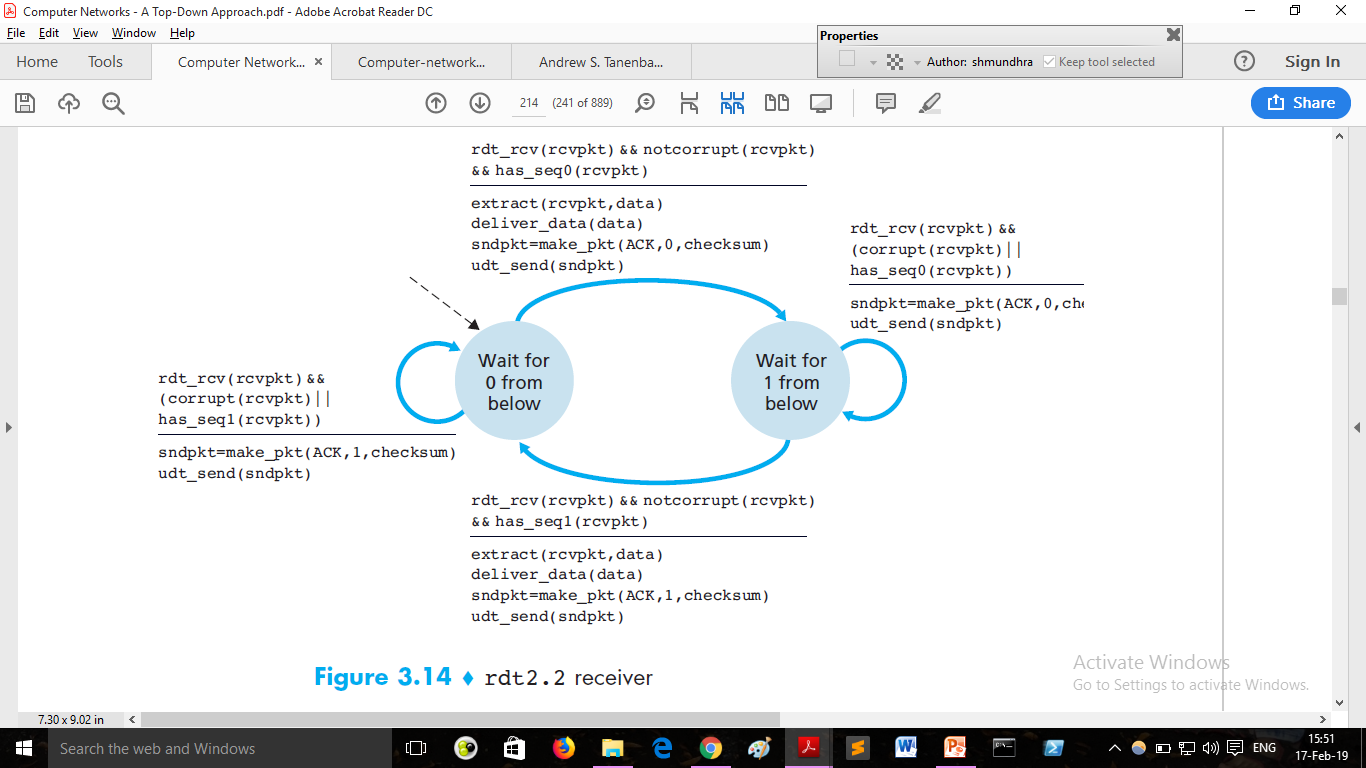 Computer Networks - A Top-Down Approach.pdf - Adobe Acrobat Reader DC
File Edit View Window Help
Properties
Author: shmundhra Keep tool selected
Home Tools Computer Network... × Computer-network... Andrew S. Tanenba... ? Sign In
214 (241 of 889) Share
rdt_rcv(rcvpkt) && notcorrupt(rcvpkt)
&& has_seq0(rcvpkt)
extract(rcvpkt,data)
deliver_data(data)
sndpkt=make_pkt(ACK,0,checksum)
udt_send(sndpkt)
rdt_rcv(rcvpkt) &&
(corrupt(rcvpkt)||
has_seq0(rcvpkt))
sndpkt=make_pkt(ACK,0,che
udt_send(sndpkt)
Wait for
0 from
below
Wait for
1 from
below
rdt_rcv(rcvpkt) &&
(corrupt(rcvpkt)||
has_seq1(rcvpkt))
sndpkt=make_pkt(ACK,1,checksum)
udt_send(sndpkt)
rdt_rcv(rcvpkt) && notcorrupt(rcvpkt)
&& has_seq1(rcvpkt)
extract(rcvpkt,data)
deliver_data(data)
sndpkt=make_pkt(ACK,1,checksum)
udt_send(sndpkt)
Figure 3.14 ♦ rdt2.2 receiver
Activate Windows
Go to Settings to activate Windows.
7.30 x 9.02 in
Search the web and Windows
ENG
15:51
17-Feb-19